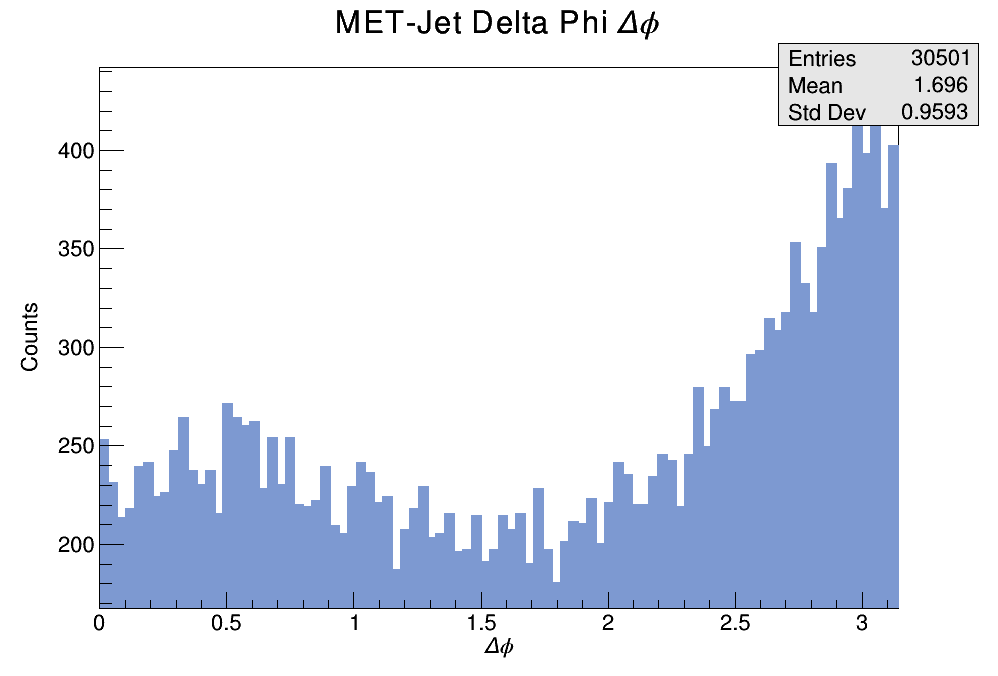 MET-Jet Delta Phi Δϕ
Entries 30501
Mean 1.696
Std Dev 0.9593
Counts
400
350
300
250
200
0 0.5 1 1.5 2 2.5 3
Δϕ